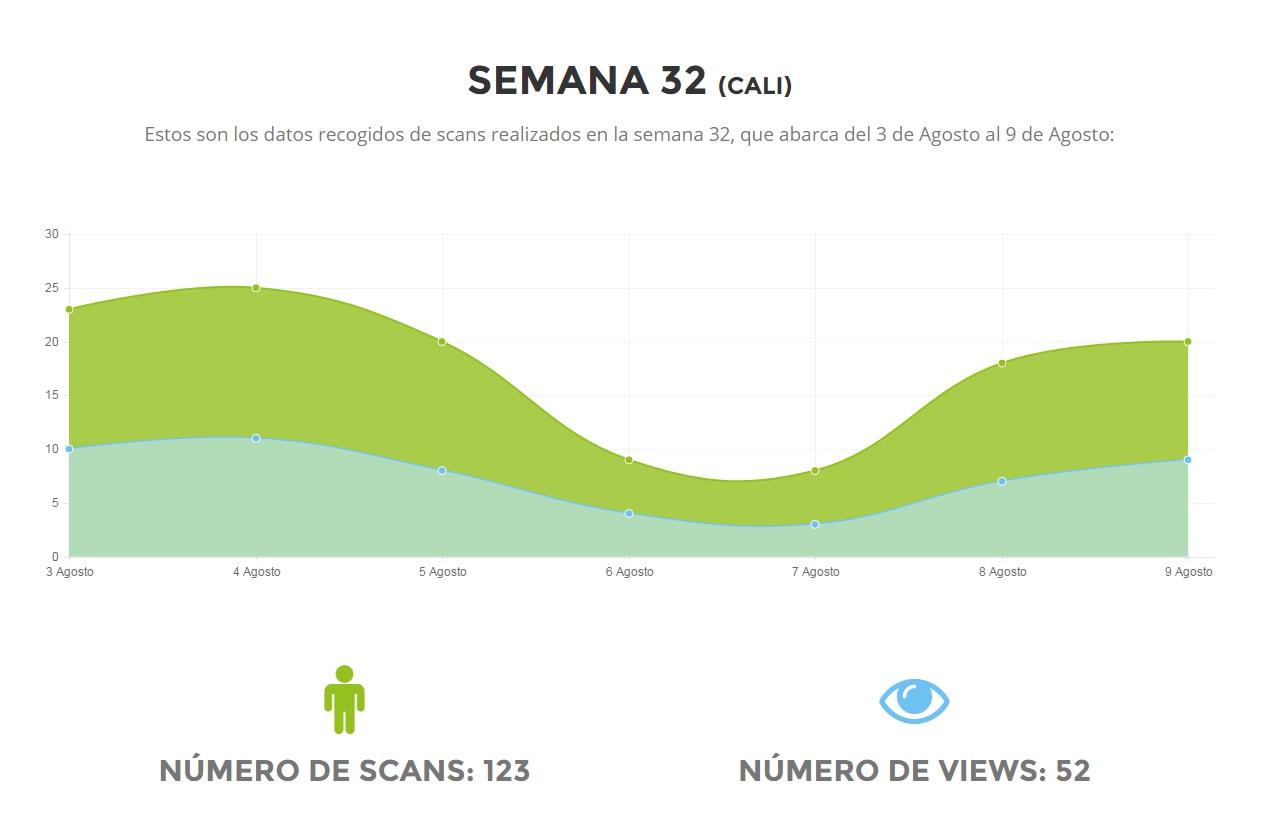 SEMANA 32 (CALI)
Estos son los datos recogidos de scans realizados en la semana 32, que abarca del 3 de Agosto al 9 de Agosto:
30
25
20
15
10
5
0
3 Agosto 4 Agosto 5 Agosto 6 Agosto 7 Agosto 8 Agosto 9 Agosto
NÚMERO DE SCANS: 123 NÚMERO DE VIEWS: 52